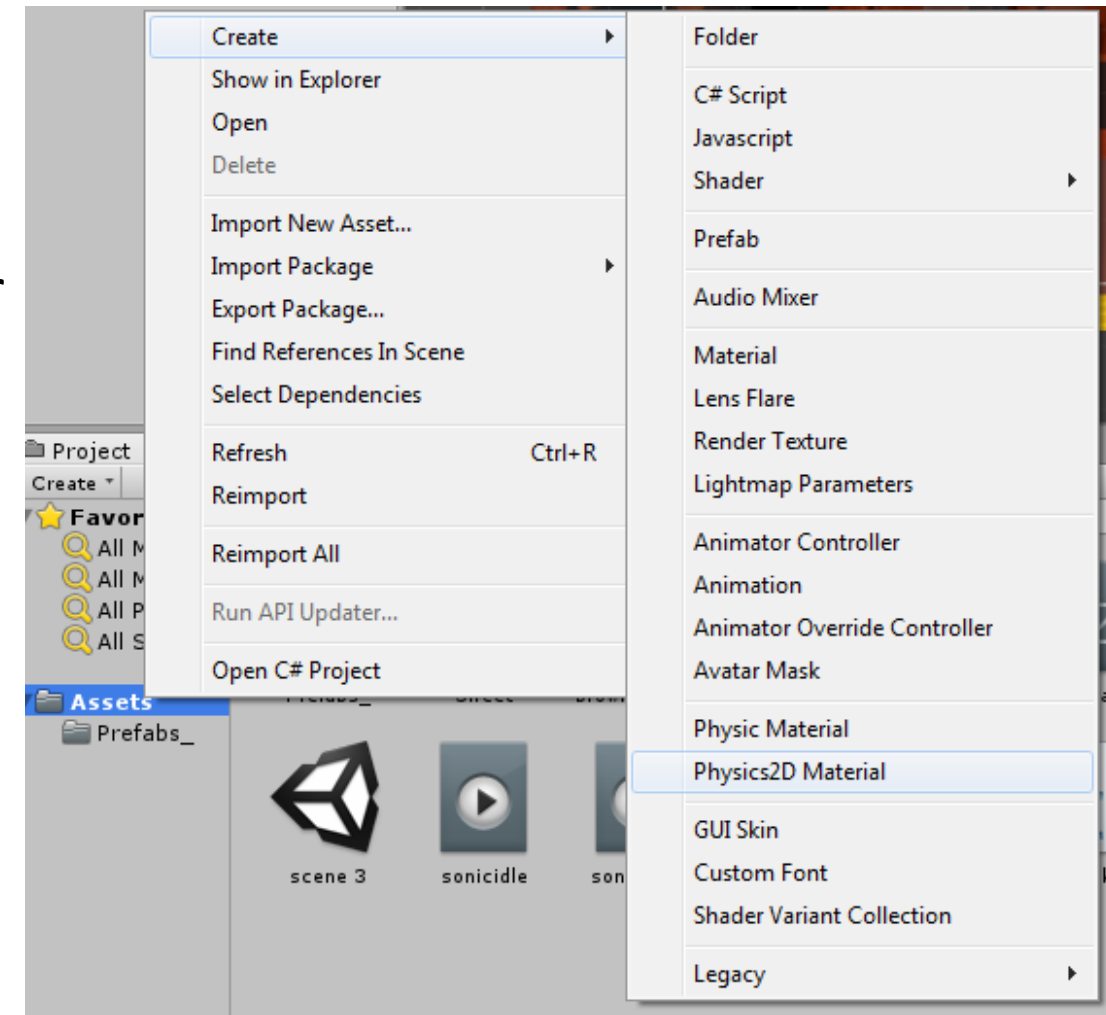 Create
Show in Explorer
Open
Delete
Import New Asset...
Import Package
Export Package...
Find References In Scene
Select Dependencies
Refresh Ctrl+R
Reimport
Reimport All
Run API Updater...
Open C# Project
Folder
C# Script
Javascript
Shader
Prefab
Audio Mixer
Material
Lens Flare
Render Texture
Lightmap Parameters
Animator Controller
Animation
Animator Override Controller
Avatar Mask
Physic Material
Physics2D Material
GUI Skin
Custom Font
Shader Variant Collection
Legacy
Project
Create
Favor
All M
All M
All P
All S
Assets
Prefabs_
scene 3
sonicidle
son